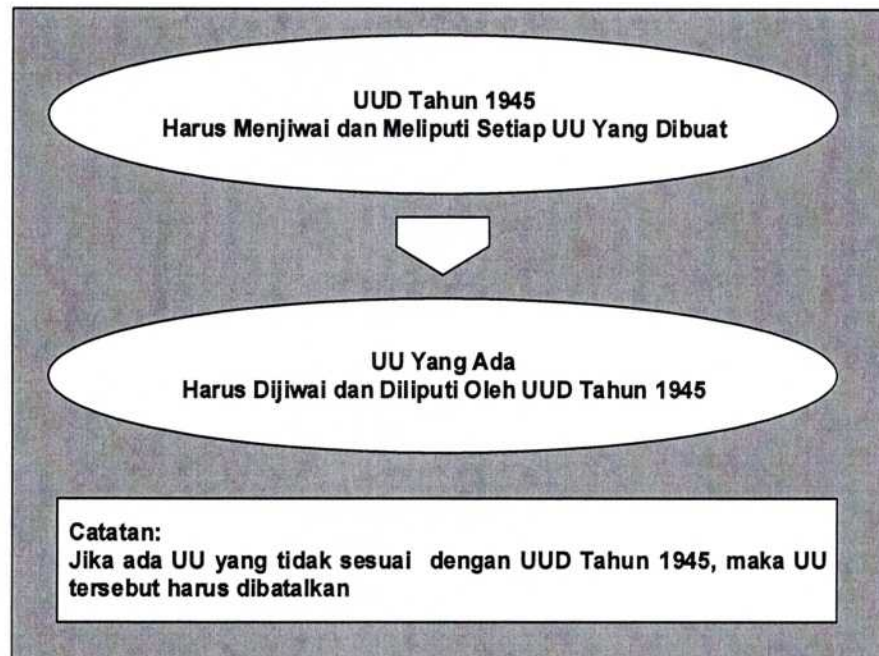 UUD Tahun 1945
Harus Menjiwai dan Meliputi Setiap UU Yang Dibuat
UU Yang Ada
Harus Dijiwai dan Diliputi Oleh UUD Tahun 1945
Catatan:
Jika ada UU yang tidak sesuai dengan UUD Tahun 1945, maka UU
tersebut harus dibatalkan